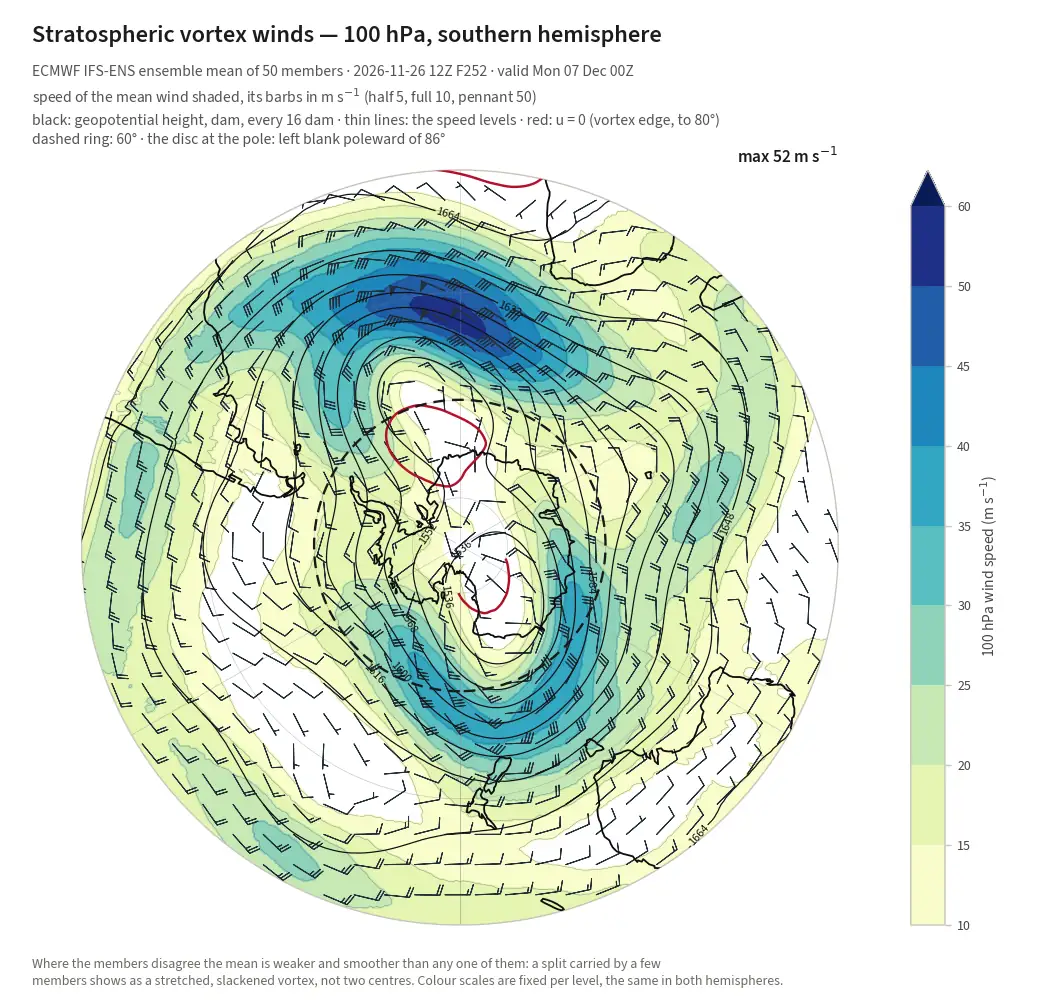 Stratospheric vortex winds — 100 hPa, southern hemisphere
ECMWF IFS-ENS ensemble mean of 50 members · 2026-11-26 12Z F252 · valid Mon 07 Dec 00Z
speed of the mean wind shaded, its barbs in m s⁻¹ (half 5, full 10, pennant 50)
black: geopotential height, dam, every 16 dam · thin lines: the speed levels · red: u = 0 (vortex edge, to 80°)
dashed ring: 60° · the disc at the pole: left blank poleward of 86°
max 52 m s⁻¹
1664
1648
1584
1536
1536
1600
1616
1664
60
50
45
40
35
30
25
20
15
10
100 hPa wind speed (m s⁻¹)
Where the members disagree the mean is weaker and smoother than any one of them: a split carried by a few
members shows as a stretched, slackened vortex, not two centres. Colour scales are fixed per level, the same in both hemispheres.